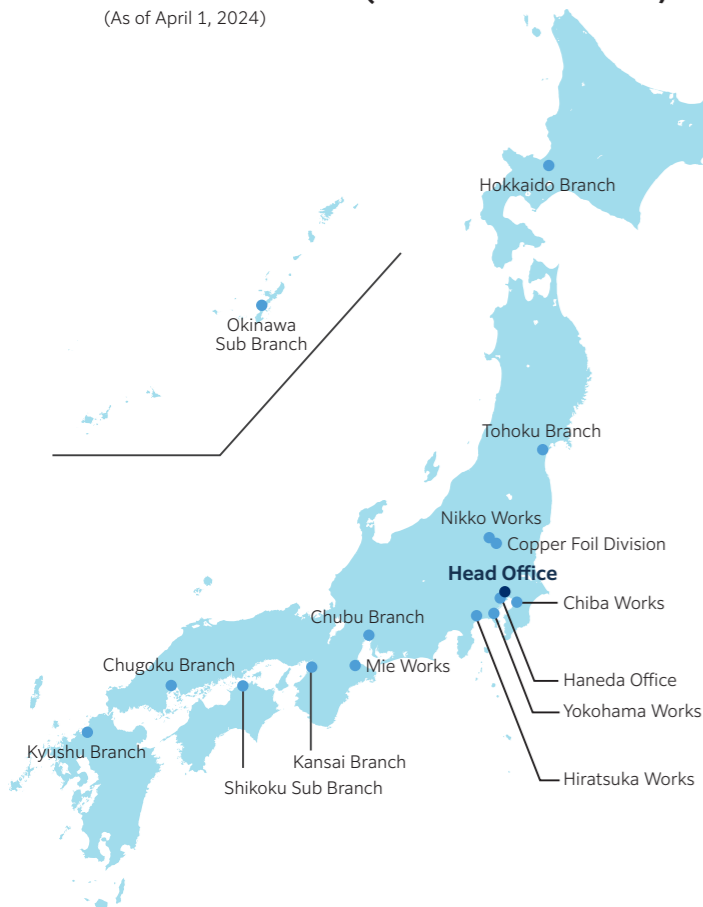 (As of April 1, 2024)
Hokkaido Branch
Okinawa
Sub Branch
Tohoku Branch
Nikko Works
Copper Foil Division
Head Office
Chiba Works
Chubu Branch
Chugoku Branch
Mie Works
Haneda Office
Yokohama Works
Kyushu Branch
Kansai Branch
Hiratsuka Works
Shikoku Sub Branch